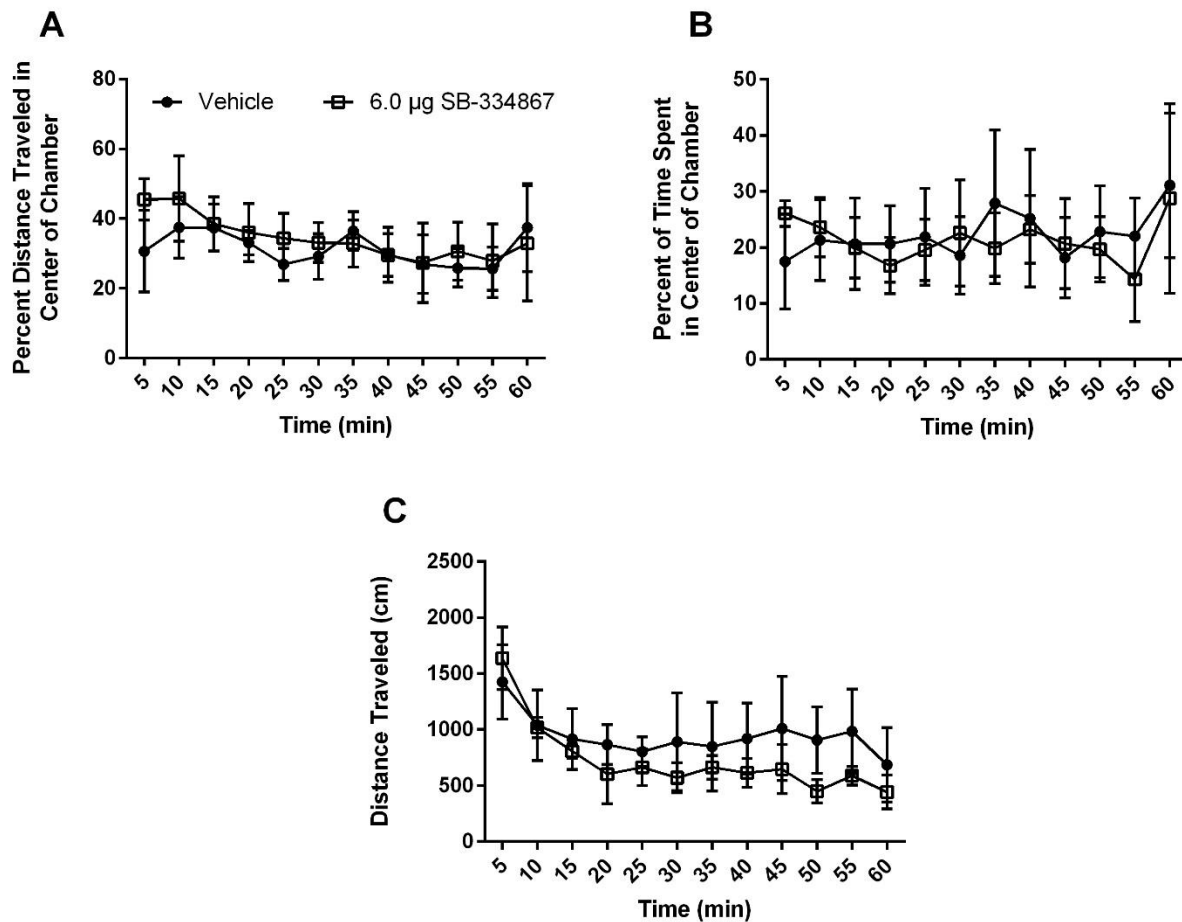 A
Percent Distance Traveled in
Center of Chamber
80
60
40
20
0
Vehicle
6.0 µg SB-334867
5 10 15 20 25 30 35 40 45 50 55 60
Time (min)
B
Percent of Time Spent
in Center of Chamber
50
40
30
20
10
0
5 10 15 20 25 30 35 40 45 50 55 60
Time (min)
C
Distance Traveled (cm)
2500
2000
1500
1000
500
0
5 10 15 20 25 30 35 40 45 50 55 60
Time (min)